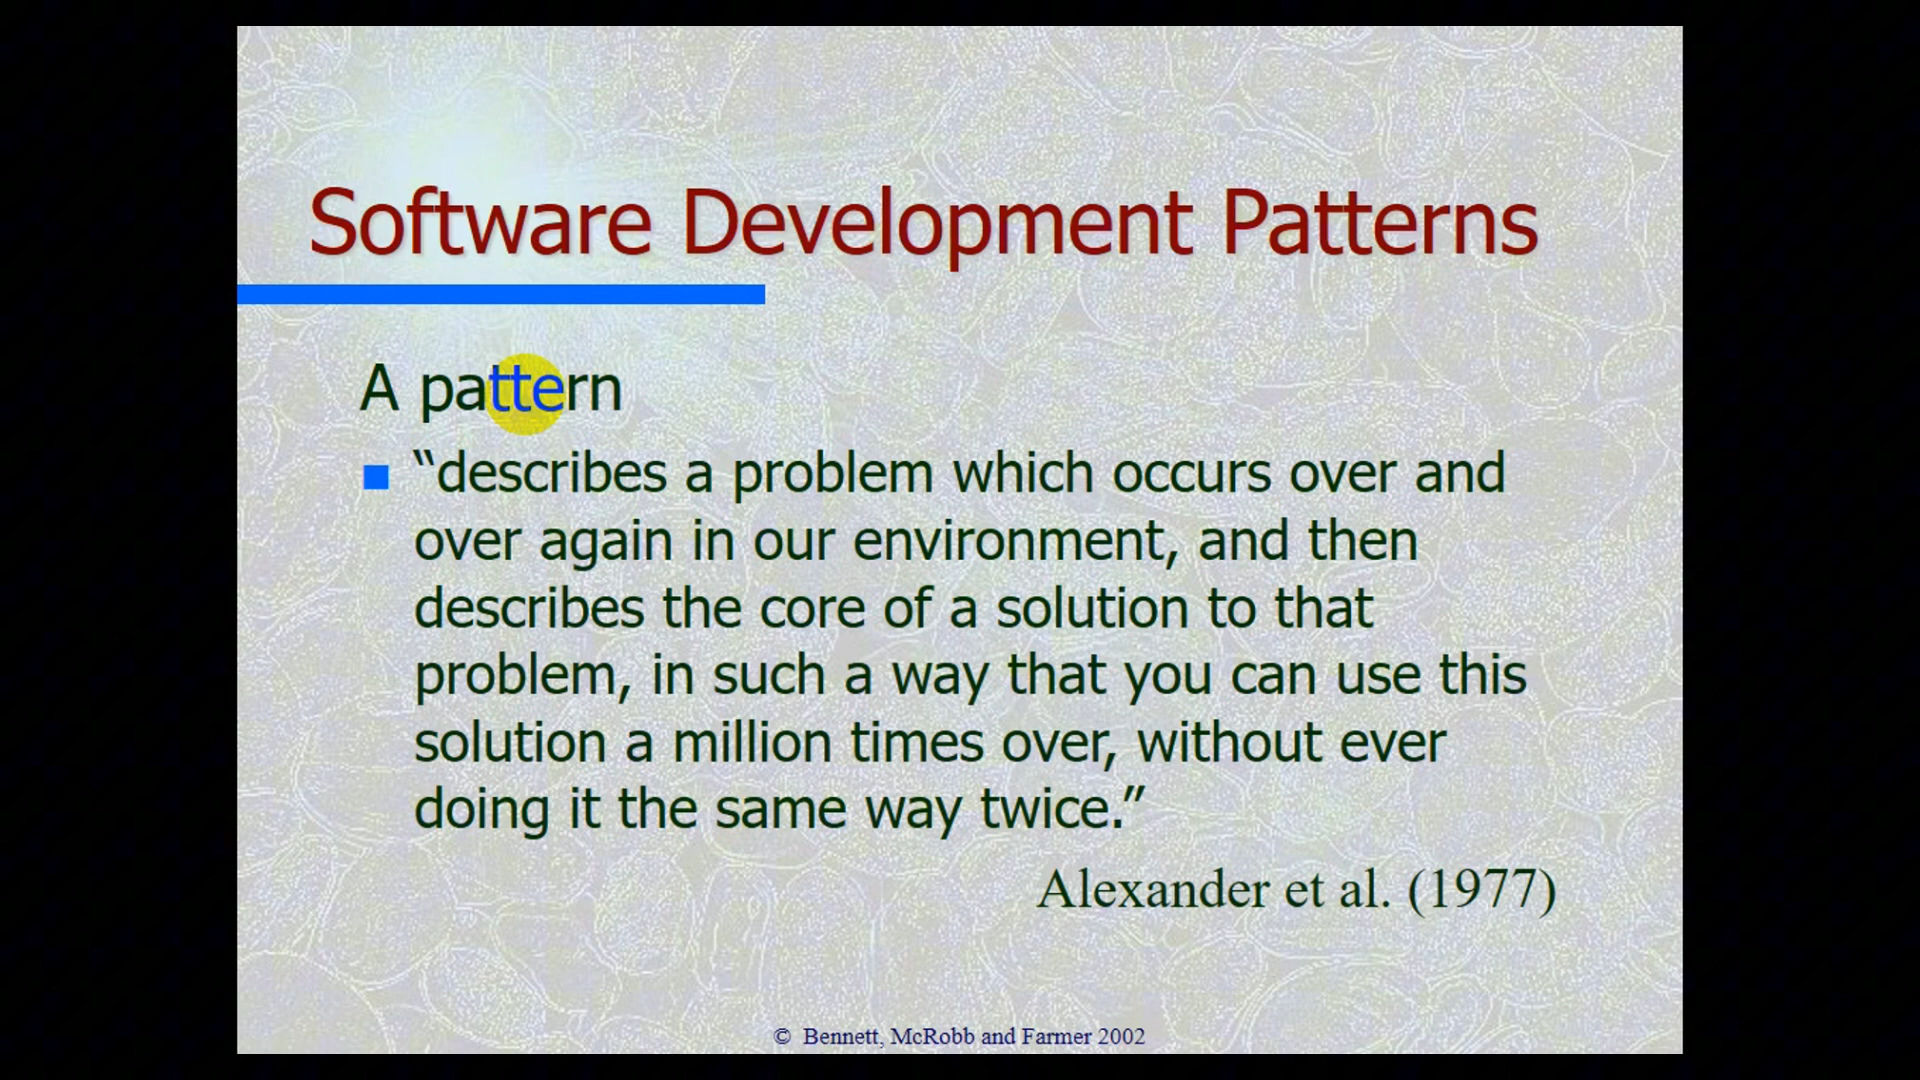 Software Development Patterns
A pattern
“describes a problem which occurs over and
over again in our environment, and then
describes the core of a solution to that
problem, in such a way that you can use this
solution a million times over, without ever
doing it the same way twice.”
Alexander et al. (1977)
© Bennett, McRobb and Farmer 2002